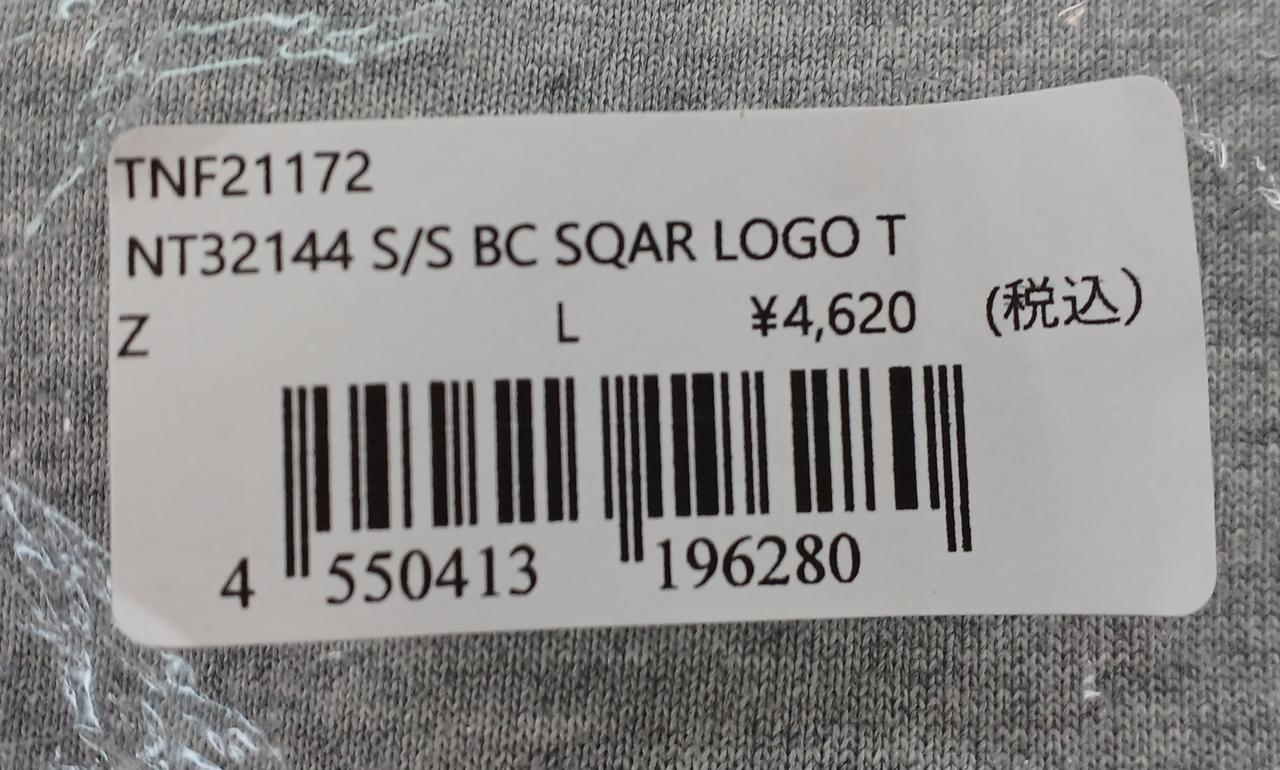 TNF21172
NT32144 S/S BC SQAR LOGO T
Z L ¥4,620 (税込)
4 550413 196280